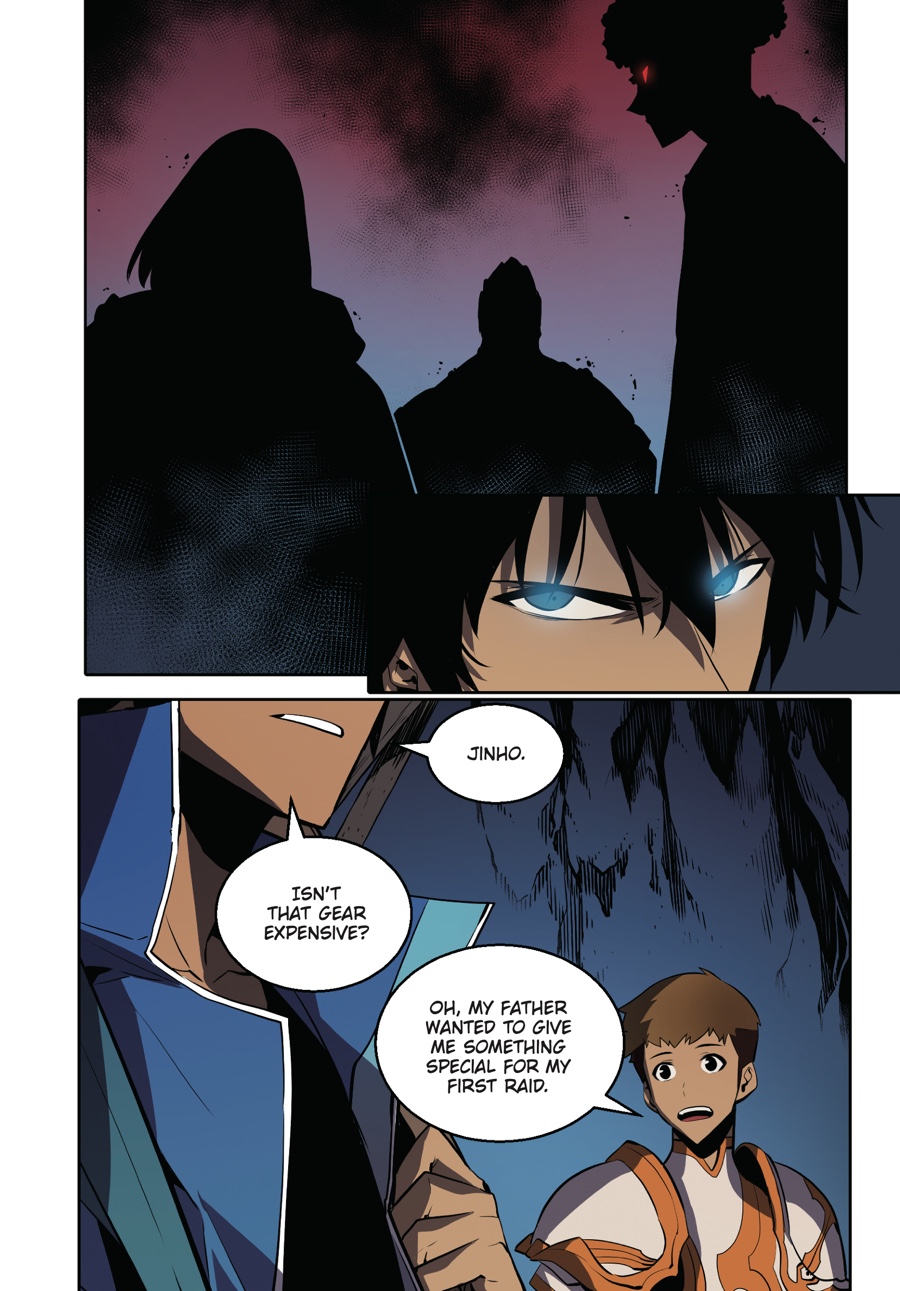 JINHO.
ISN'T
THAT GEAR
EXPENSIVE?
OH, MY FATHER
WANTED TO GIVE
ME SOMETHING
SPECIAL FOR MY
FIRST RAID.